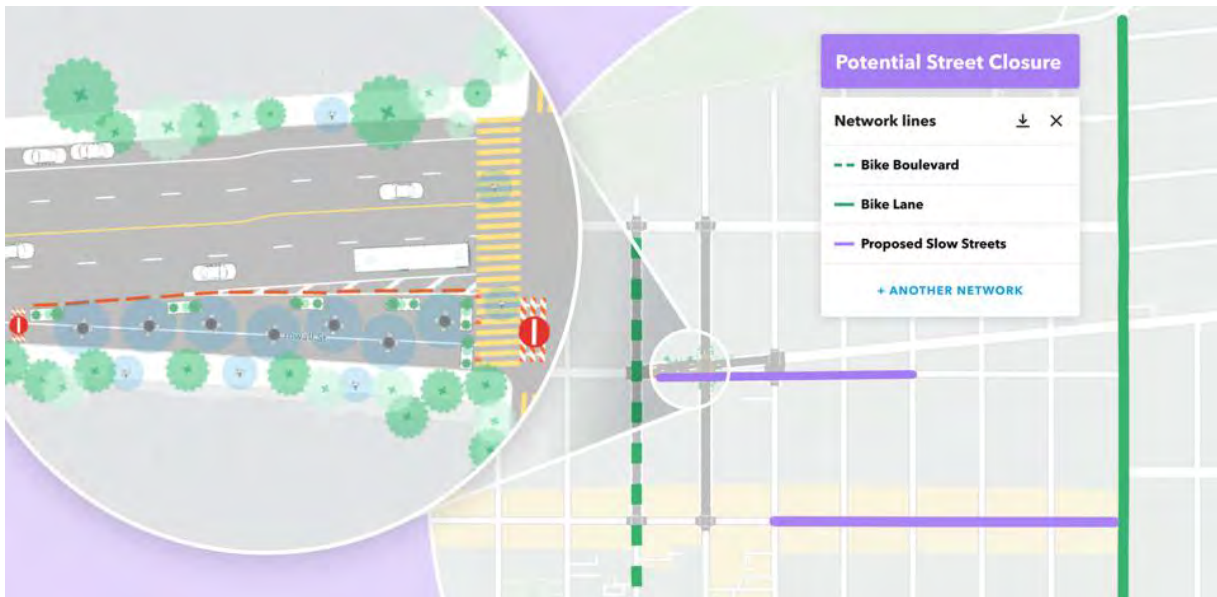 Potential Street Closure
Network lines
Bike Boulevard
Bike Lane
Proposed Slow Streets
+ ANOTHER NETWORK